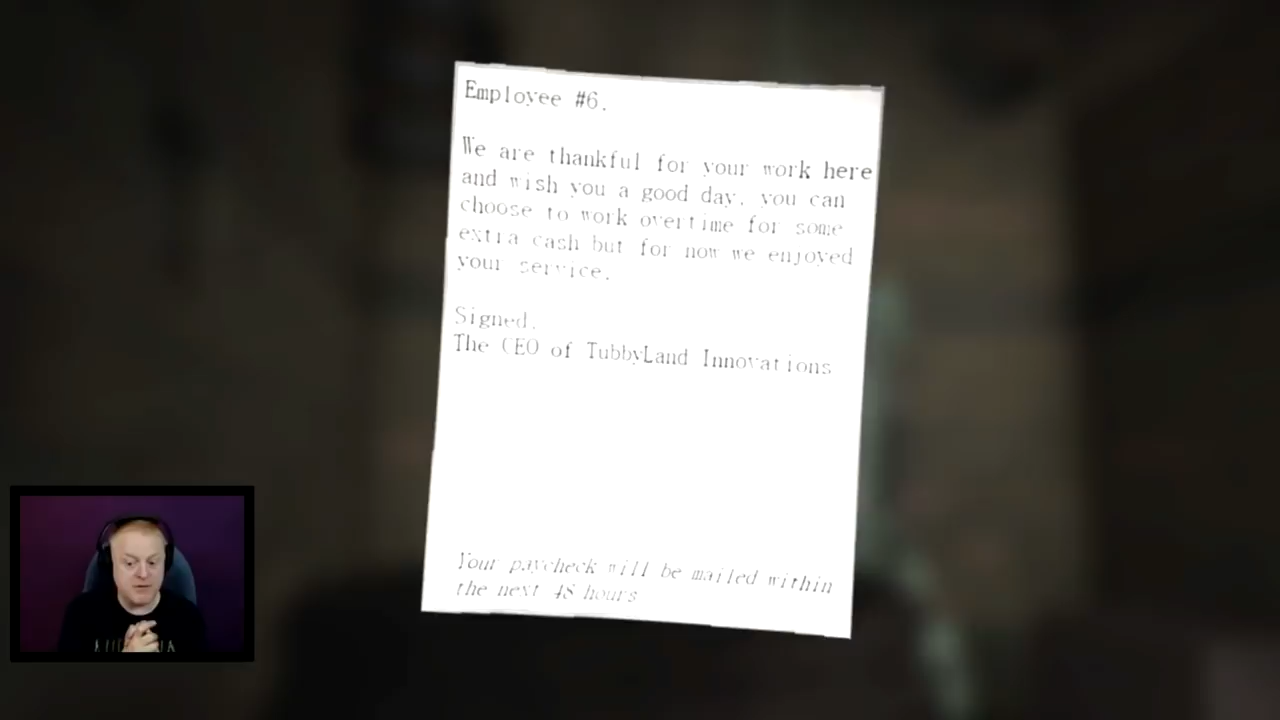 Employee #6.
We are thankful for your work here
and wish you a good day, you can
choose to work overtime for some
extra cash but for now we enjoyed
your service.
Signed,
The CEO of TubbyLand Innovations
Your paycheck will be mailed within
the next 48 hours